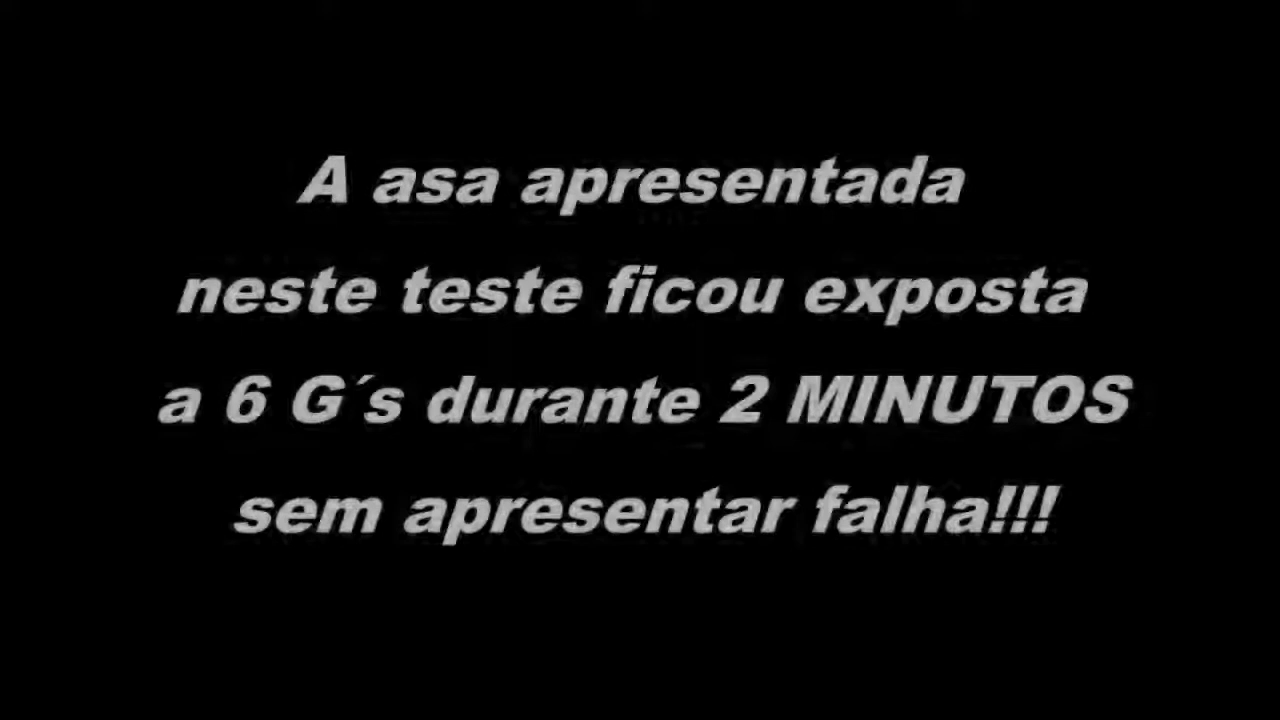 A asa apresentada
neste teste ficou exposta
a 6 G´s durante 2 MINUTOS
sem apresentar falha!!!